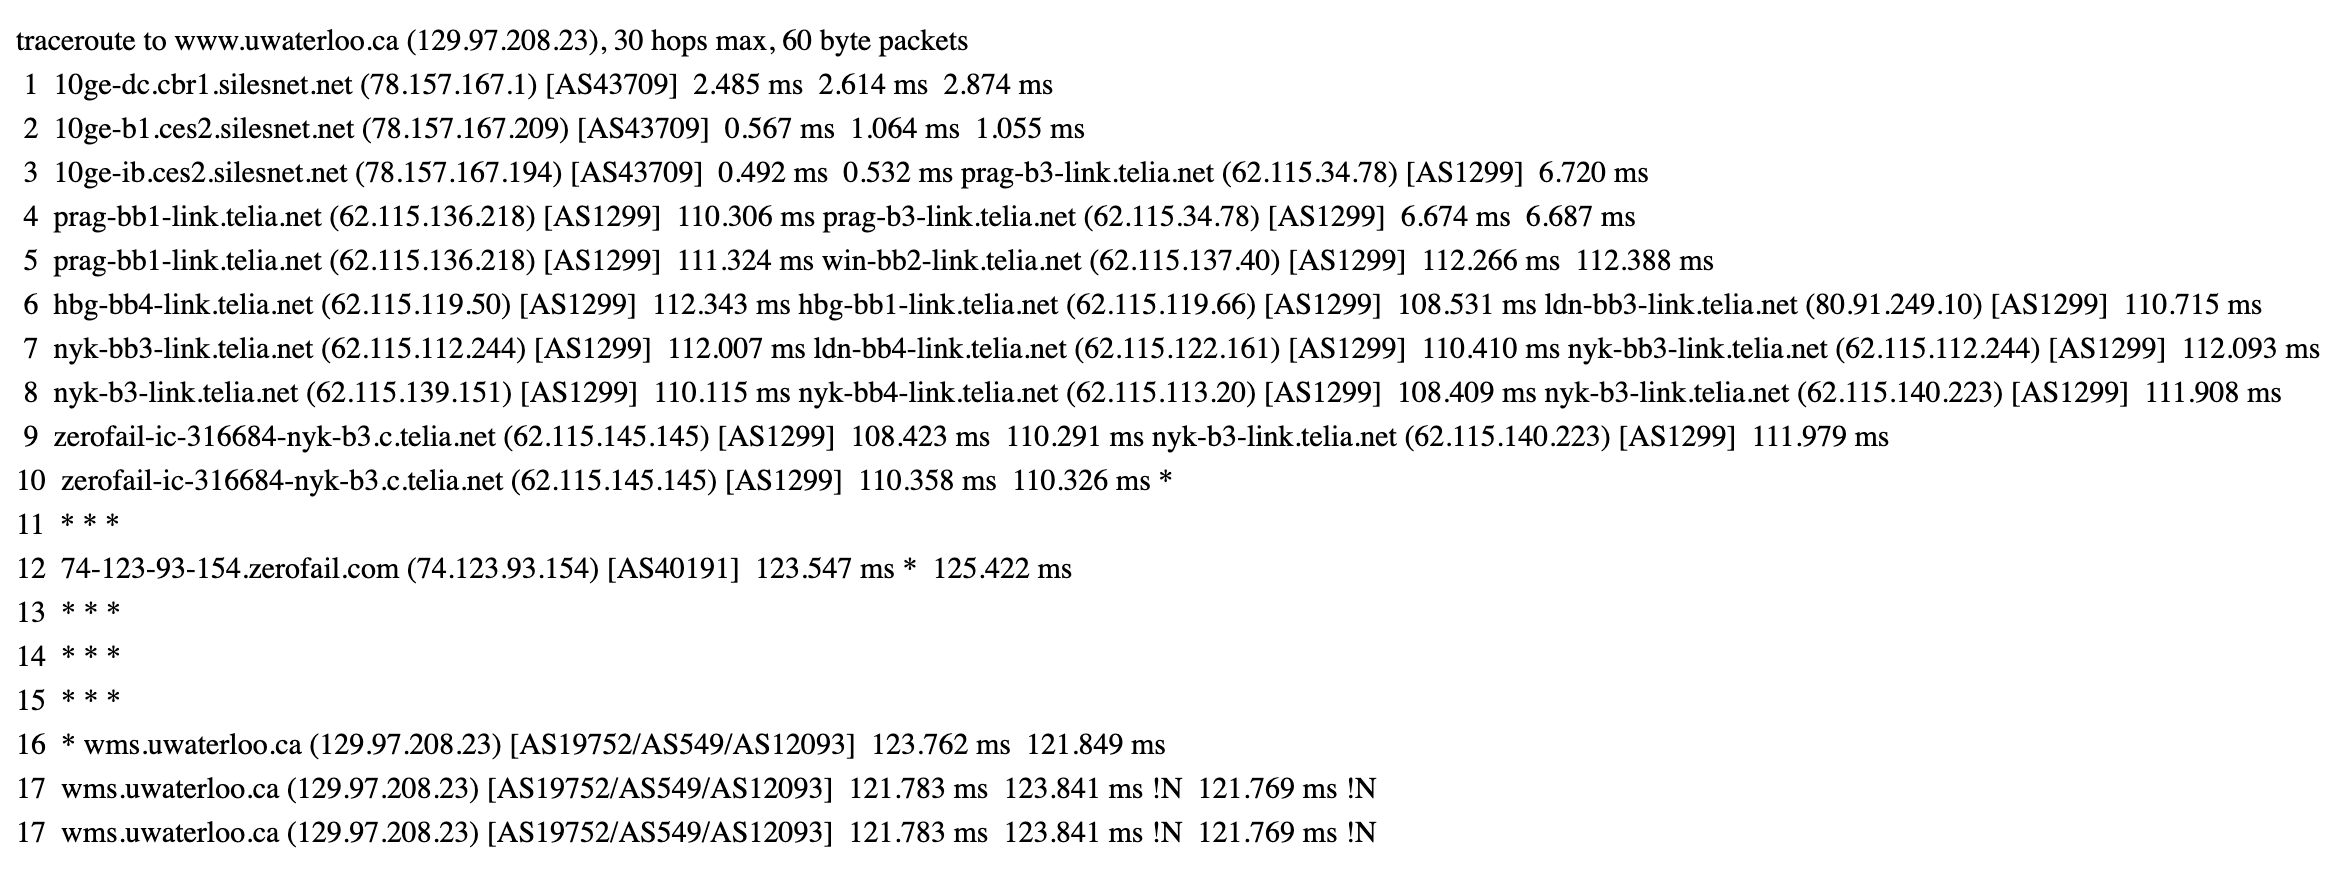 traceroute to www.uwaterloo.ca (129.97.208.23), 30 hops max, 60 byte packets
1 10ge-dc.cbr1.silesnet.net (78.157.167.1) [AS43709] 2.485 ms 2.614 ms 2.874 ms
2 10ge-b1.ces2.silesnet.net (78.157.167.209) [AS43709] 0.567 ms 1.064 ms 1.055 ms
3 10ge-ib.ces2.silesnet.net (78.157.167.194) [AS43709] 0.492 ms 0.532 ms prag-b3-link.telia.net (62.115.34.78) [AS1299] 6.720 ms
4 prag-bb1-link.telia.net (62.115.136.218) [AS1299] 110.306 ms prag-b3-link.telia.net (62.115.34.78) [AS1299] 6.674 ms 6.687 ms
5 prag-bb1-link.telia.net (62.115.136.218) [AS1299] 111.324 ms win-bb2-link.telia.net (62.115.137.40) [AS1299] 112.266 ms 112.388 ms
6 hbg-bb4-link.telia.net (62.115.119.50) [AS1299] 112.343 ms hbg-bb1-link.telia.net (62.115.119.66) [AS1299] 108.531 ms ldn-bb3-link.telia.net (80.91.249.10) [AS1299] 110.715 ms
7 nyk-bb3-link.telia.net (62.115.112.244) [AS1299] 112.007 ms ldn-bb4-link.telia.net (62.115.122.161) [AS1299] 110.410 ms nyk-bb3-link.telia.net (62.115.112.244) [AS1299] 112.093 ms
8 nyk-b3-link.telia.net (62.115.139.151) [AS1299] 110.115 ms nyk-bb4-link.telia.net (62.115.113.20) [AS1299] 108.409 ms nyk-b3-link.telia.net (62.115.140.223) [AS1299] 111.908 ms
9 zerofail-ic-316684-nyk-b3.c.telia.net (62.115.145.145) [AS1299] 108.423 ms 110.291 ms nyk-b3-link.telia.net (62.115.140.223) [AS1299] 111.979 ms
10 zerofail-ic-316684-nyk-b3.c.telia.net (62.115.145.145) [AS1299] 110.358 ms 110.326 ms *
11 * * *
12 74-123-93-154.zerofail.com (74.123.93.154) [AS40191] 123.547 ms * 125.422 ms
13 * * *
14 * * *
15 * * *
16 * wms.uwaterloo.ca (129.97.208.23) [AS19752/AS549/AS12093] 123.762 ms 121.849 ms
17 wms.uwaterloo.ca (129.97.208.23) [AS19752/AS549/AS12093] 121.783 ms 123.841 ms !N 121.769 ms !N
17 wms.uwaterloo.ca (129.97.208.23) [AS19752/AS549/AS12093] 121.783 ms 123.841 ms !N 121.769 ms !N